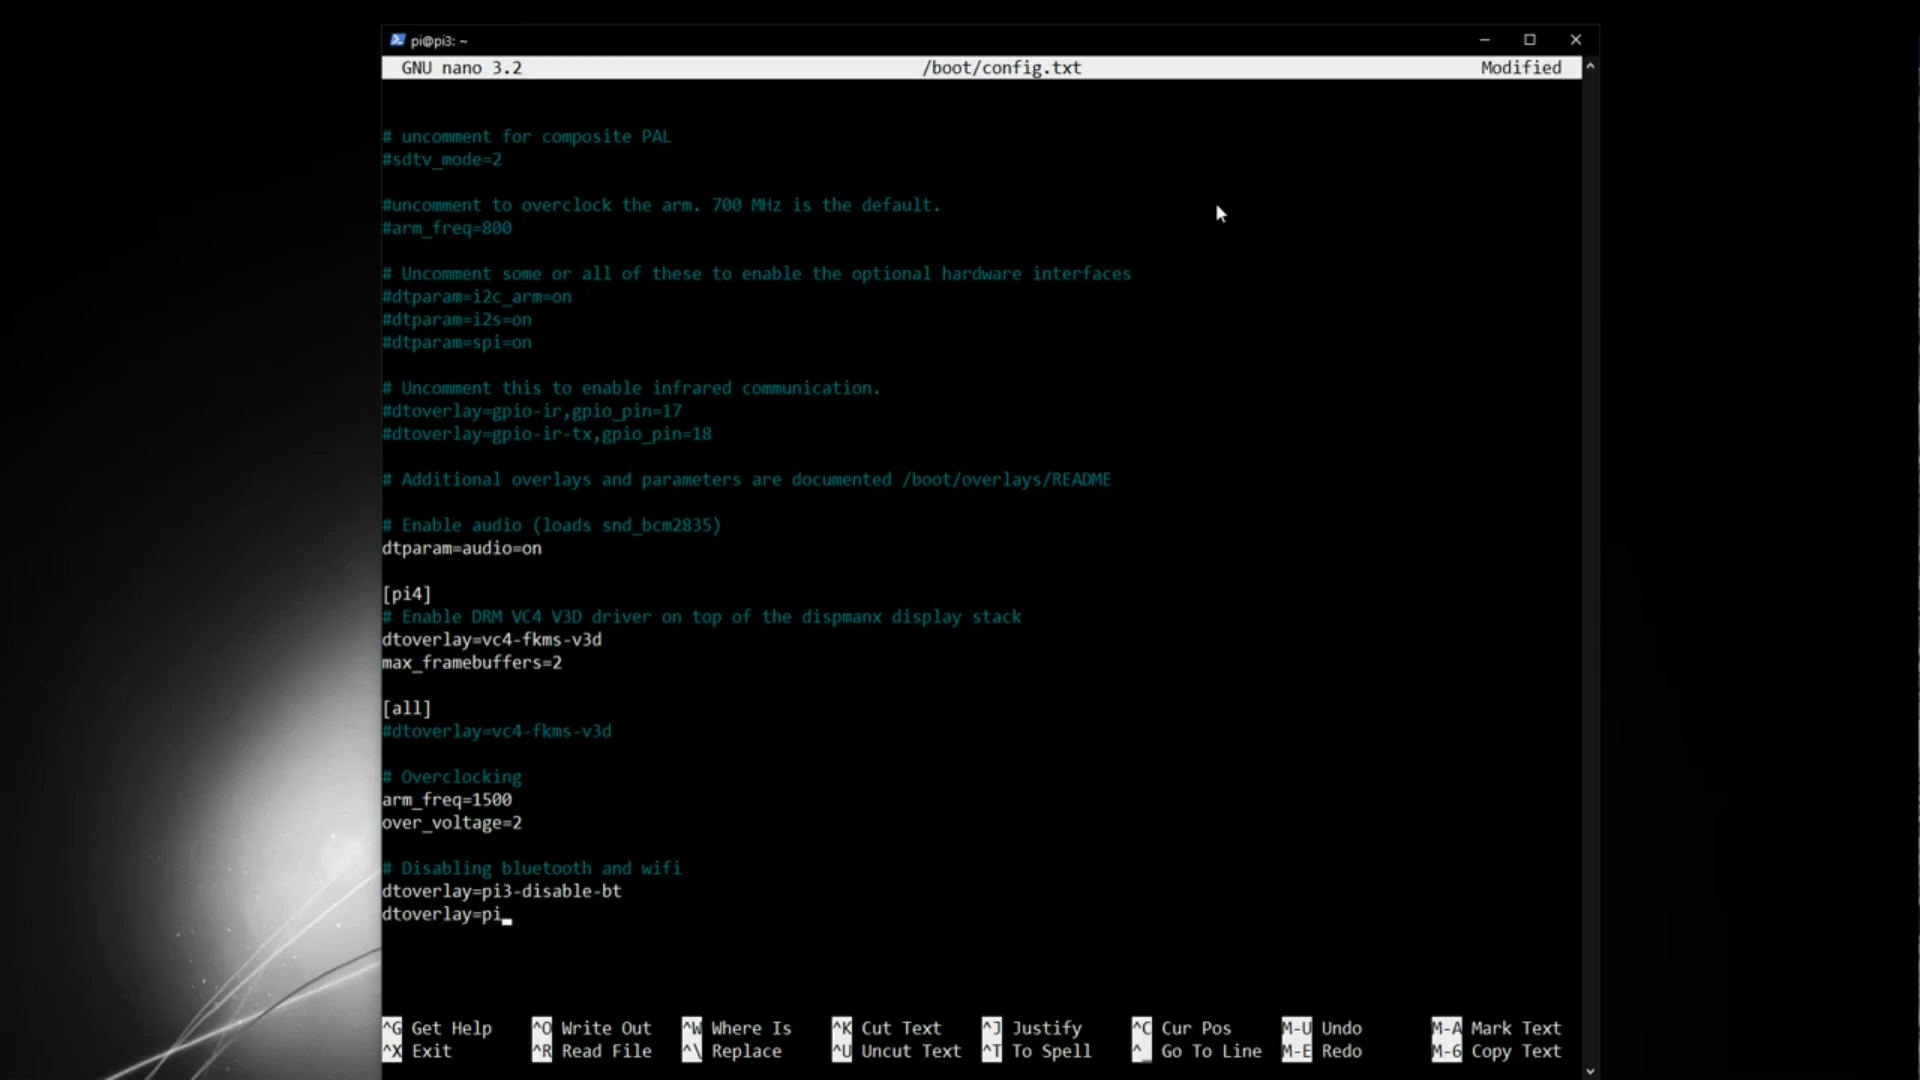 pi@pi3: ~
GNU nano 3.2 /boot/config.txt Modified
# uncomment for composite PAL
#sdtv_mode=2
#uncomment to overclock the arm. 700 MHz is the default.
#arm_freq=800
# Uncomment some or all of these to enable the optional hardware interfaces
#dtparam=i2c_arm=on
#dtparam=i2s=on
#dtparam=spi=on
# Uncomment this to enable infrared communication.
#dtoverlay=gpio-ir,gpio_pin=17
#dtoverlay=gpio-ir-tx,gpio_pin=18
# Additional overlays and parameters are documented /boot/overlays/README
# Enable audio (loads snd_bcm2835)
dtparam=audio=on
[pi4]
# Enable DRM VC4 V3D driver on top of the dispmanx display stack
dtoverlay=vc4-fkms-v3d
max_framebuffers=2
[all]
#dtoverlay=vc4-fkms-v3d
# Overclocking
arm_freq=1500
over_voltage=2
# Disabling bluetooth and wifi
dtoverlay=pi3-disable-bt
dtoverlay=pi
^G Get Help ^O Write Out ^W Where Is ^K Cut Text ^J Justify ^C Cur Pos M-U Undo M-A Mark Text
^X Exit ^R Read File ^\ Replace ^U Uncut Text ^T To Spell ^_ Go To Line M-E Redo M-6 Copy Text